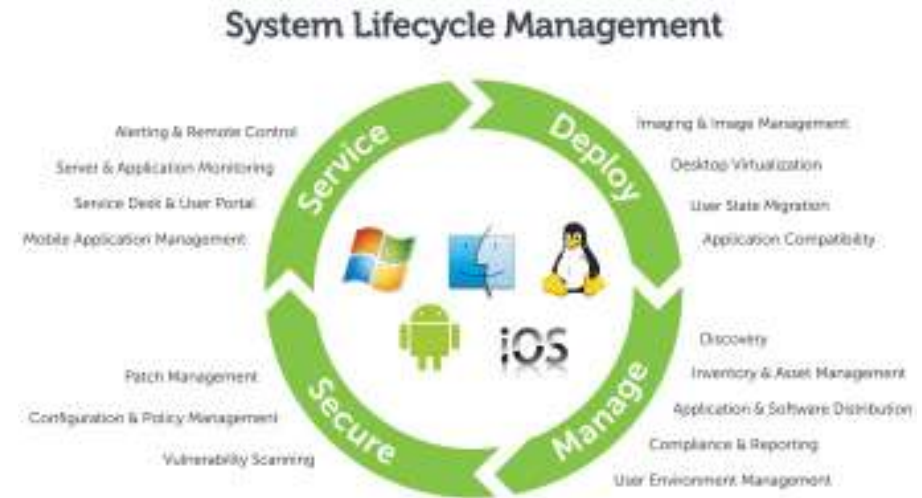 System Lifecycle Management
Service
Alerting & Remote Control
Server & Application Monitoring
Service Desk & User Portal
Mobile Application Management
Deploy
Imaging & Image Management
Desktop Virtualization
User State Migration
Application Compatibility
iOS
Secure
Patch Management
Configuration & Policy Management
Vulnerability Scanning
Manage
Discovery
Inventory & Asset Management
Application & Software Distribution
Compliance & Reporting
User Environment Management